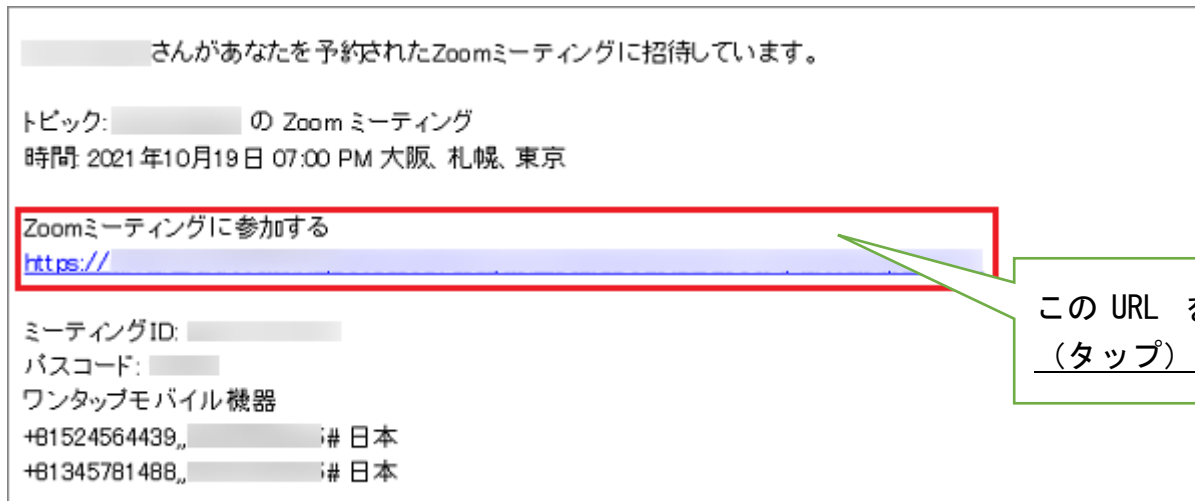 さんがあなたを予約されたZoomミーティングに招待しています。
トピック: の Zoom ミーティング
時間: 2021年10月19日 07:00 PM 大阪、札幌、東京
Zoomミーティングに参加する
https://
この URL
（タップ）
ミーティングID:
パスコード:
ワンタップモバイル機器
+81524564439,,# 日本
+81345781488,,# 日本